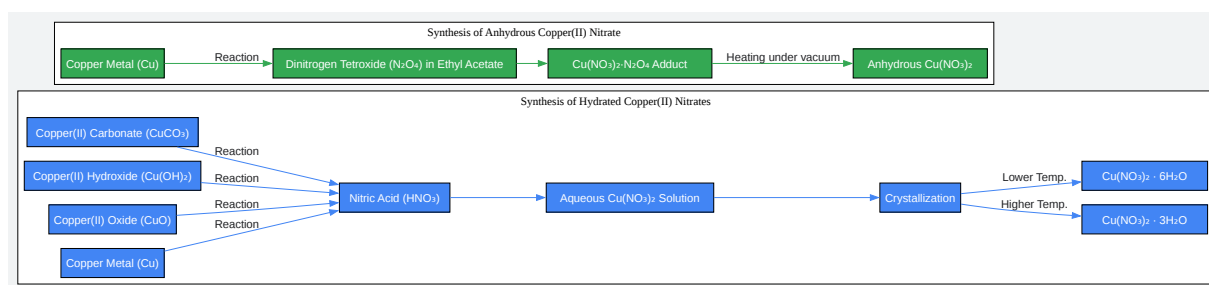 Synthesis of Anhydrous Copper(II) Nitrate
Copper Metal (Cu)
Reaction
Dinitrogen Tetroxide (N₂O₄) in Ethyl Acetate
Cu(NO₃)₂·N₂O₄ Adduct
Heating under vacuum
Anhydrous Cu(NO₃)₂
Synthesis of Hydrated Copper(II) Nitrates
Copper(II) Carbonate (CuCO₃)
Reaction
Copper(II) Hydroxide (Cu(OH)₂)
Reaction
Copper(II) Oxide (CuO)
Reaction
Copper Metal (Cu)
Reaction
Nitric Acid (HNO₃)
Aqueous Cu(NO₃)₂ Solution
Crystallization
Lower Temp.
Cu(NO₃)₂ · 6H₂O
Higher Temp.
Cu(NO₃)₂ · 3H₂O